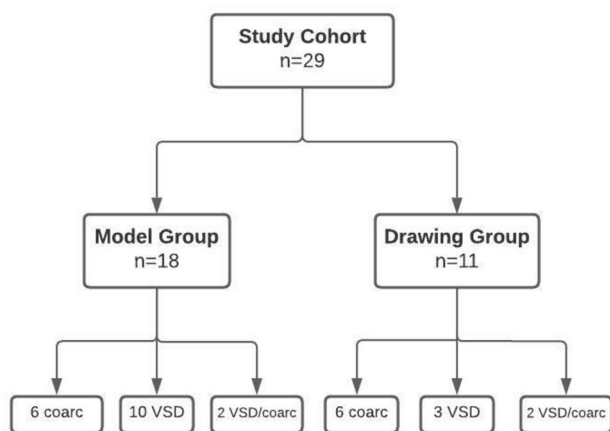 Study Cohort
n=29
Model Group
n=18
Drawing Group
n=11
6 coarc
10 VSD
2 VSD/coarc
6 coarc
3 VSD
2 VSD/coarc